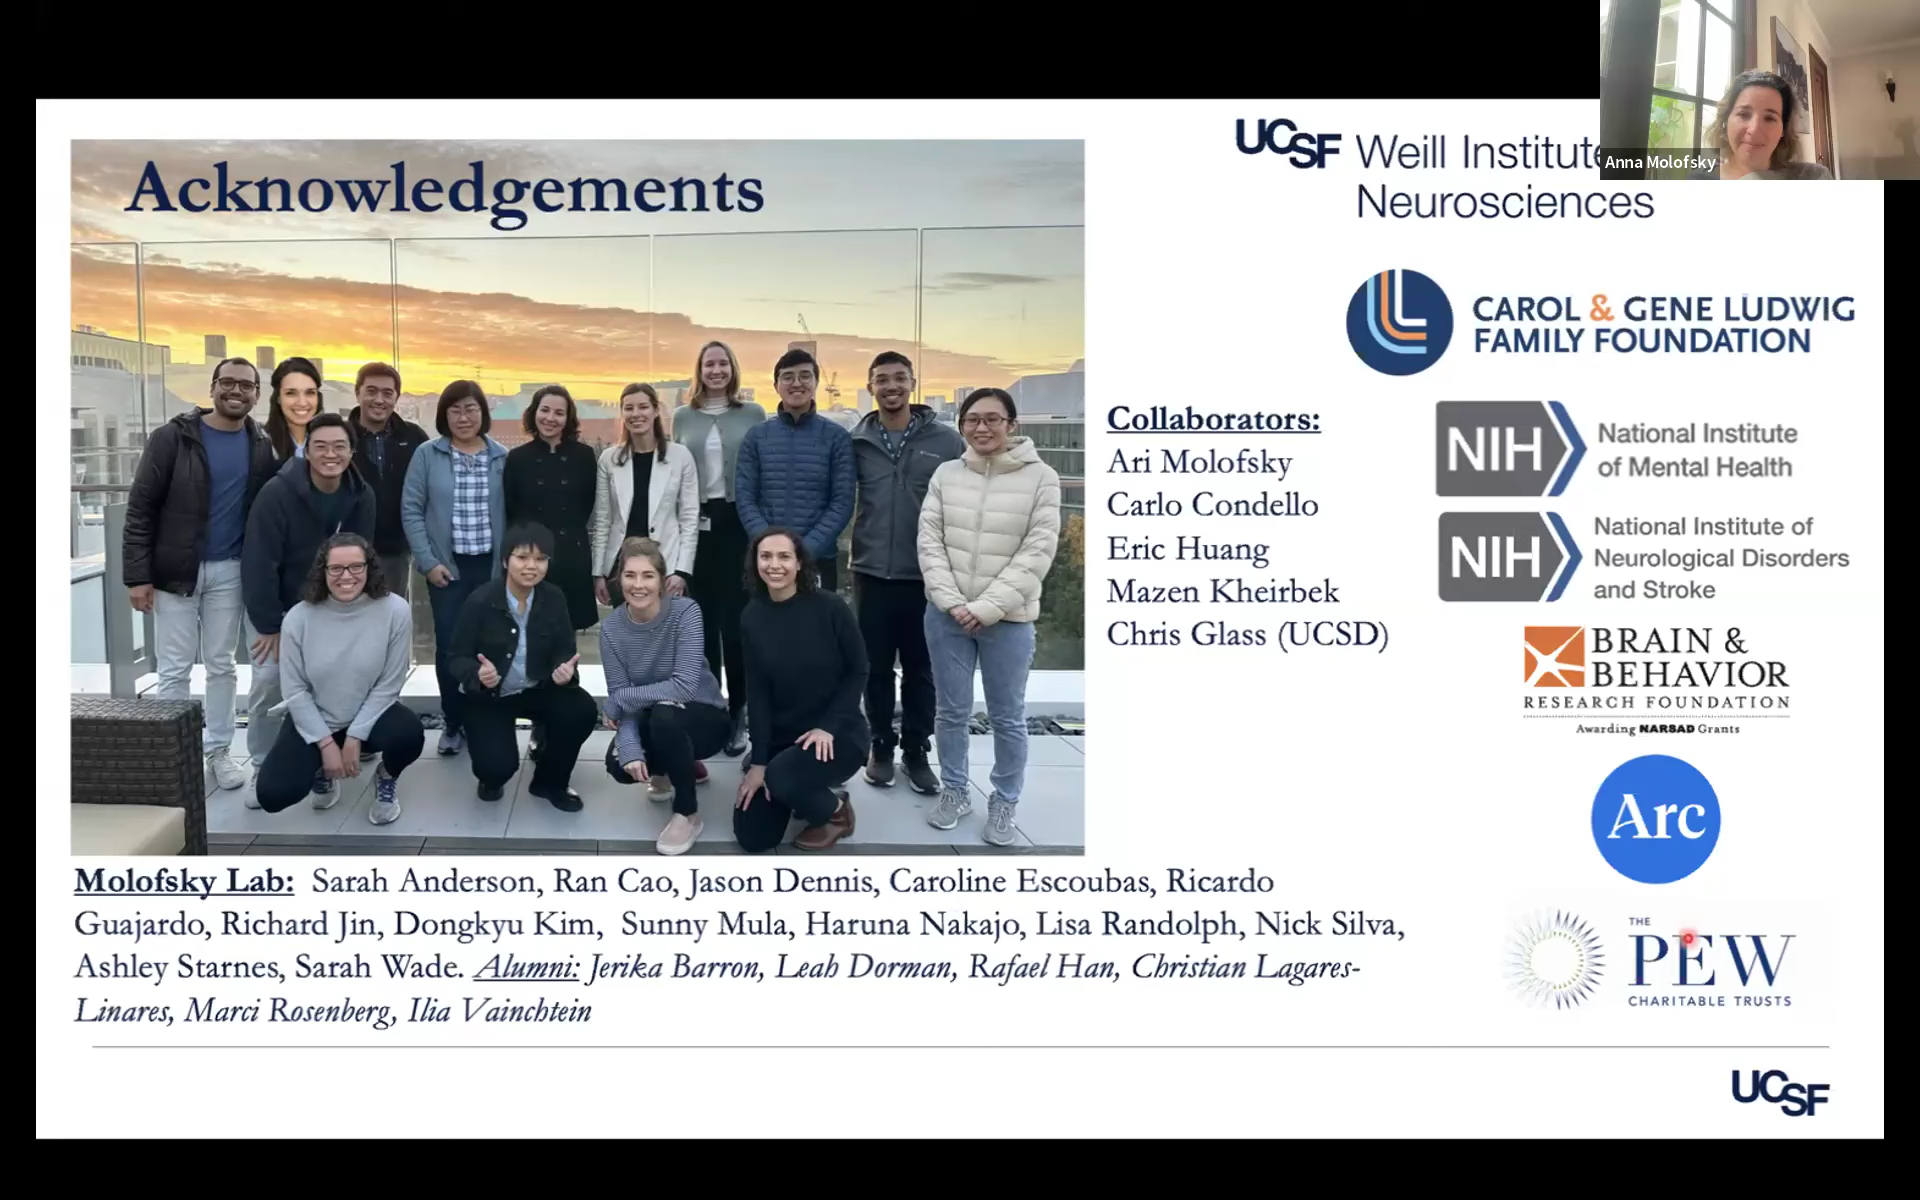 Acknowledgements
UCSF Weill Institute
Neurosciences
Anna Molofsky
CAROL & GENE LUDWIG
FAMILY FOUNDATION
Collaborators:
Ari Molofsky
Carlo Condello
Eric Huang
Mazen Kheirbek
Chris Glass (UCSD)
NIH National Institute
of Mental Health
NIH National Institute of
Neurological Disorders
and Stroke
BRAIN &
BEHAVIOR
RESEARCH FOUNDATION
Awarding NARSAD Grants
Arc
THE
PEW
CHARITABLE TRUSTS
Molofsky Lab: Sarah Anderson, Ran Cao, Jason Dennis, Caroline Escoubas, Ricardo
Guajardo, Richard Jin, Dongkyu Kim, Sunny Mula, Haruna Nakajo, Lisa Randolph, Nick Silva,
Ashley Starnes, Sarah Wade. Alumni: Jerika Barron, Leah Dorman, Rafael Han, Christian Lagares-
Linares, Marci Rosenberg, Ilia Vainchtein
UCSF